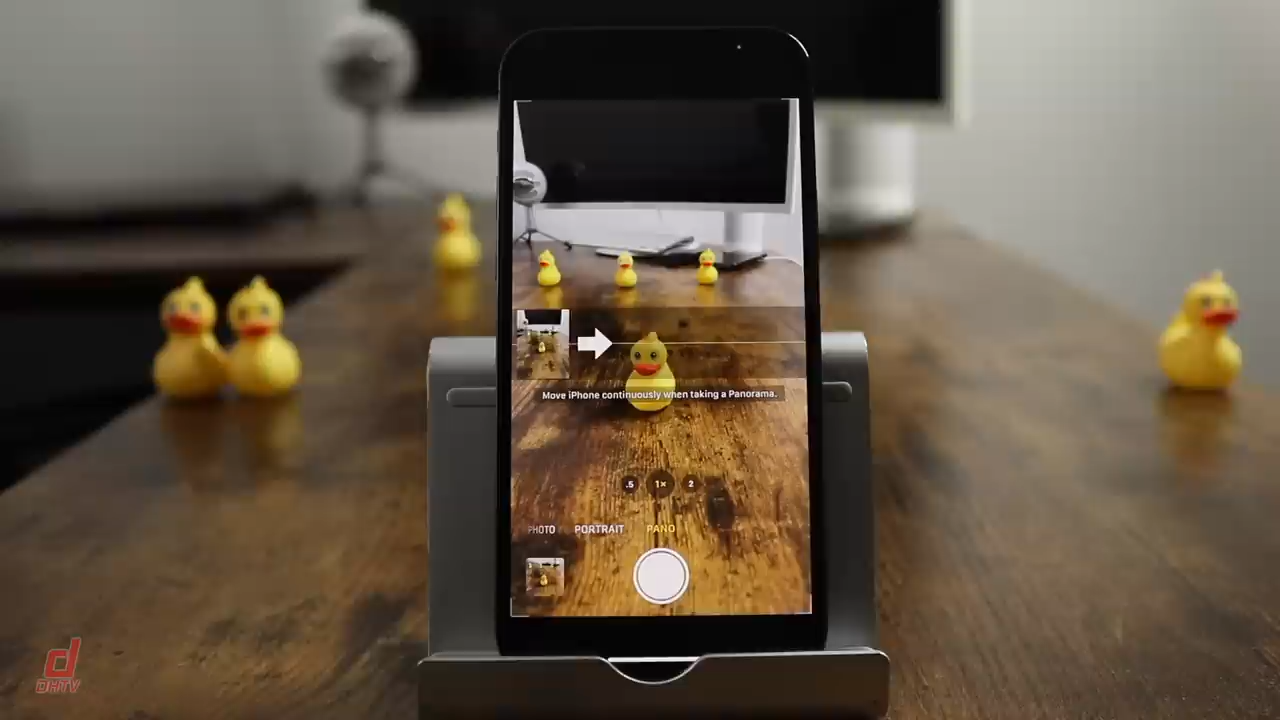 Move iPhone continuously when taking a Panorama.
.5 1× 2
PHOTO PORTRAIT PANO
d
DHTV